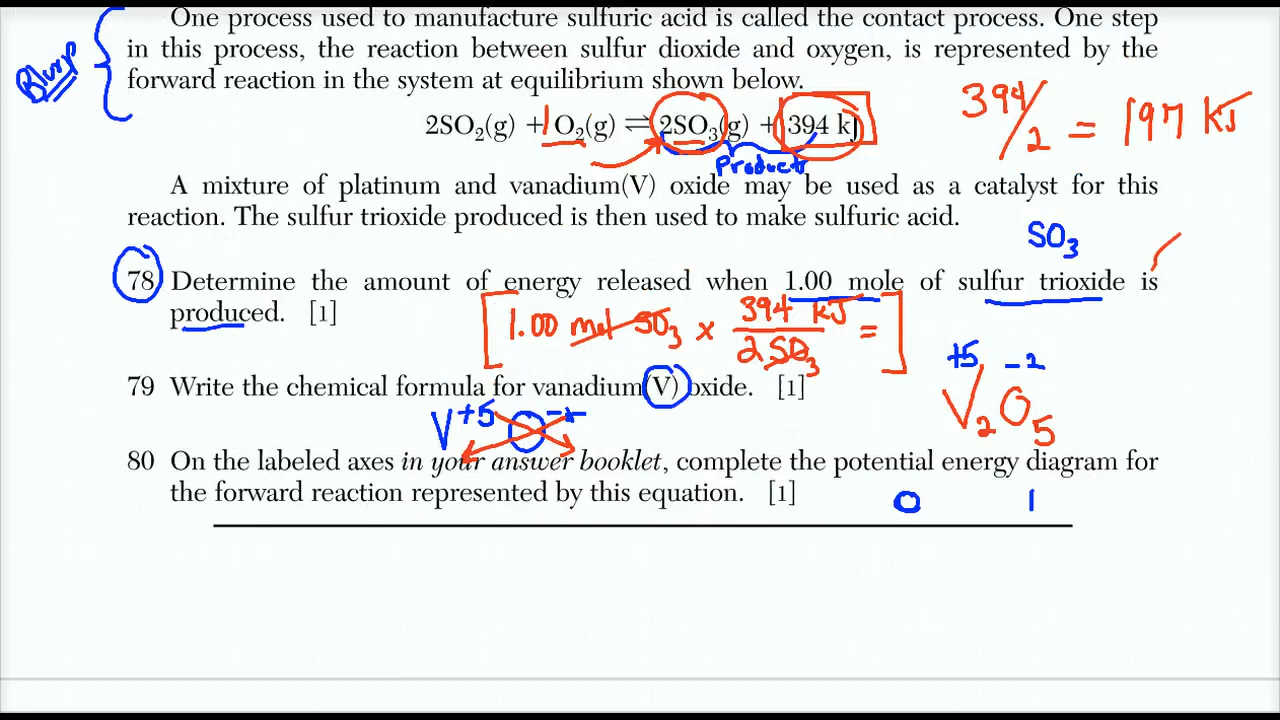 One process used to manufacture sulfuric acid is called the contact process. One step
in this process, the reaction between sulfur dioxide and oxygen, is represented by the
forward reaction in the system at equilibrium shown below.
Blurp
2SO₂(g) + 1 O₂(g) ⇌ 2SO₃(g) + 394 kJ
394/2 = 197 KJ
Products
A mixture of platinum and vanadium(V) oxide may be used as a catalyst for this
reaction. The sulfur trioxide produced is then used to make sulfuric acid.
SO₃
78 Determine the amount of energy released when 1.00 mole of sulfur trioxide is
produced. [1]
[1.00 mol SO₃ x 394 KJ / 2 SO₃ = ]
79 Write the chemical formula for vanadium(V) oxide. [1]
+5 -2
V₂O₅
V+5 O
80 On the labeled axes in your answer booklet, complete the potential energy diagram for
the forward reaction represented by this equation. [1]
0 1